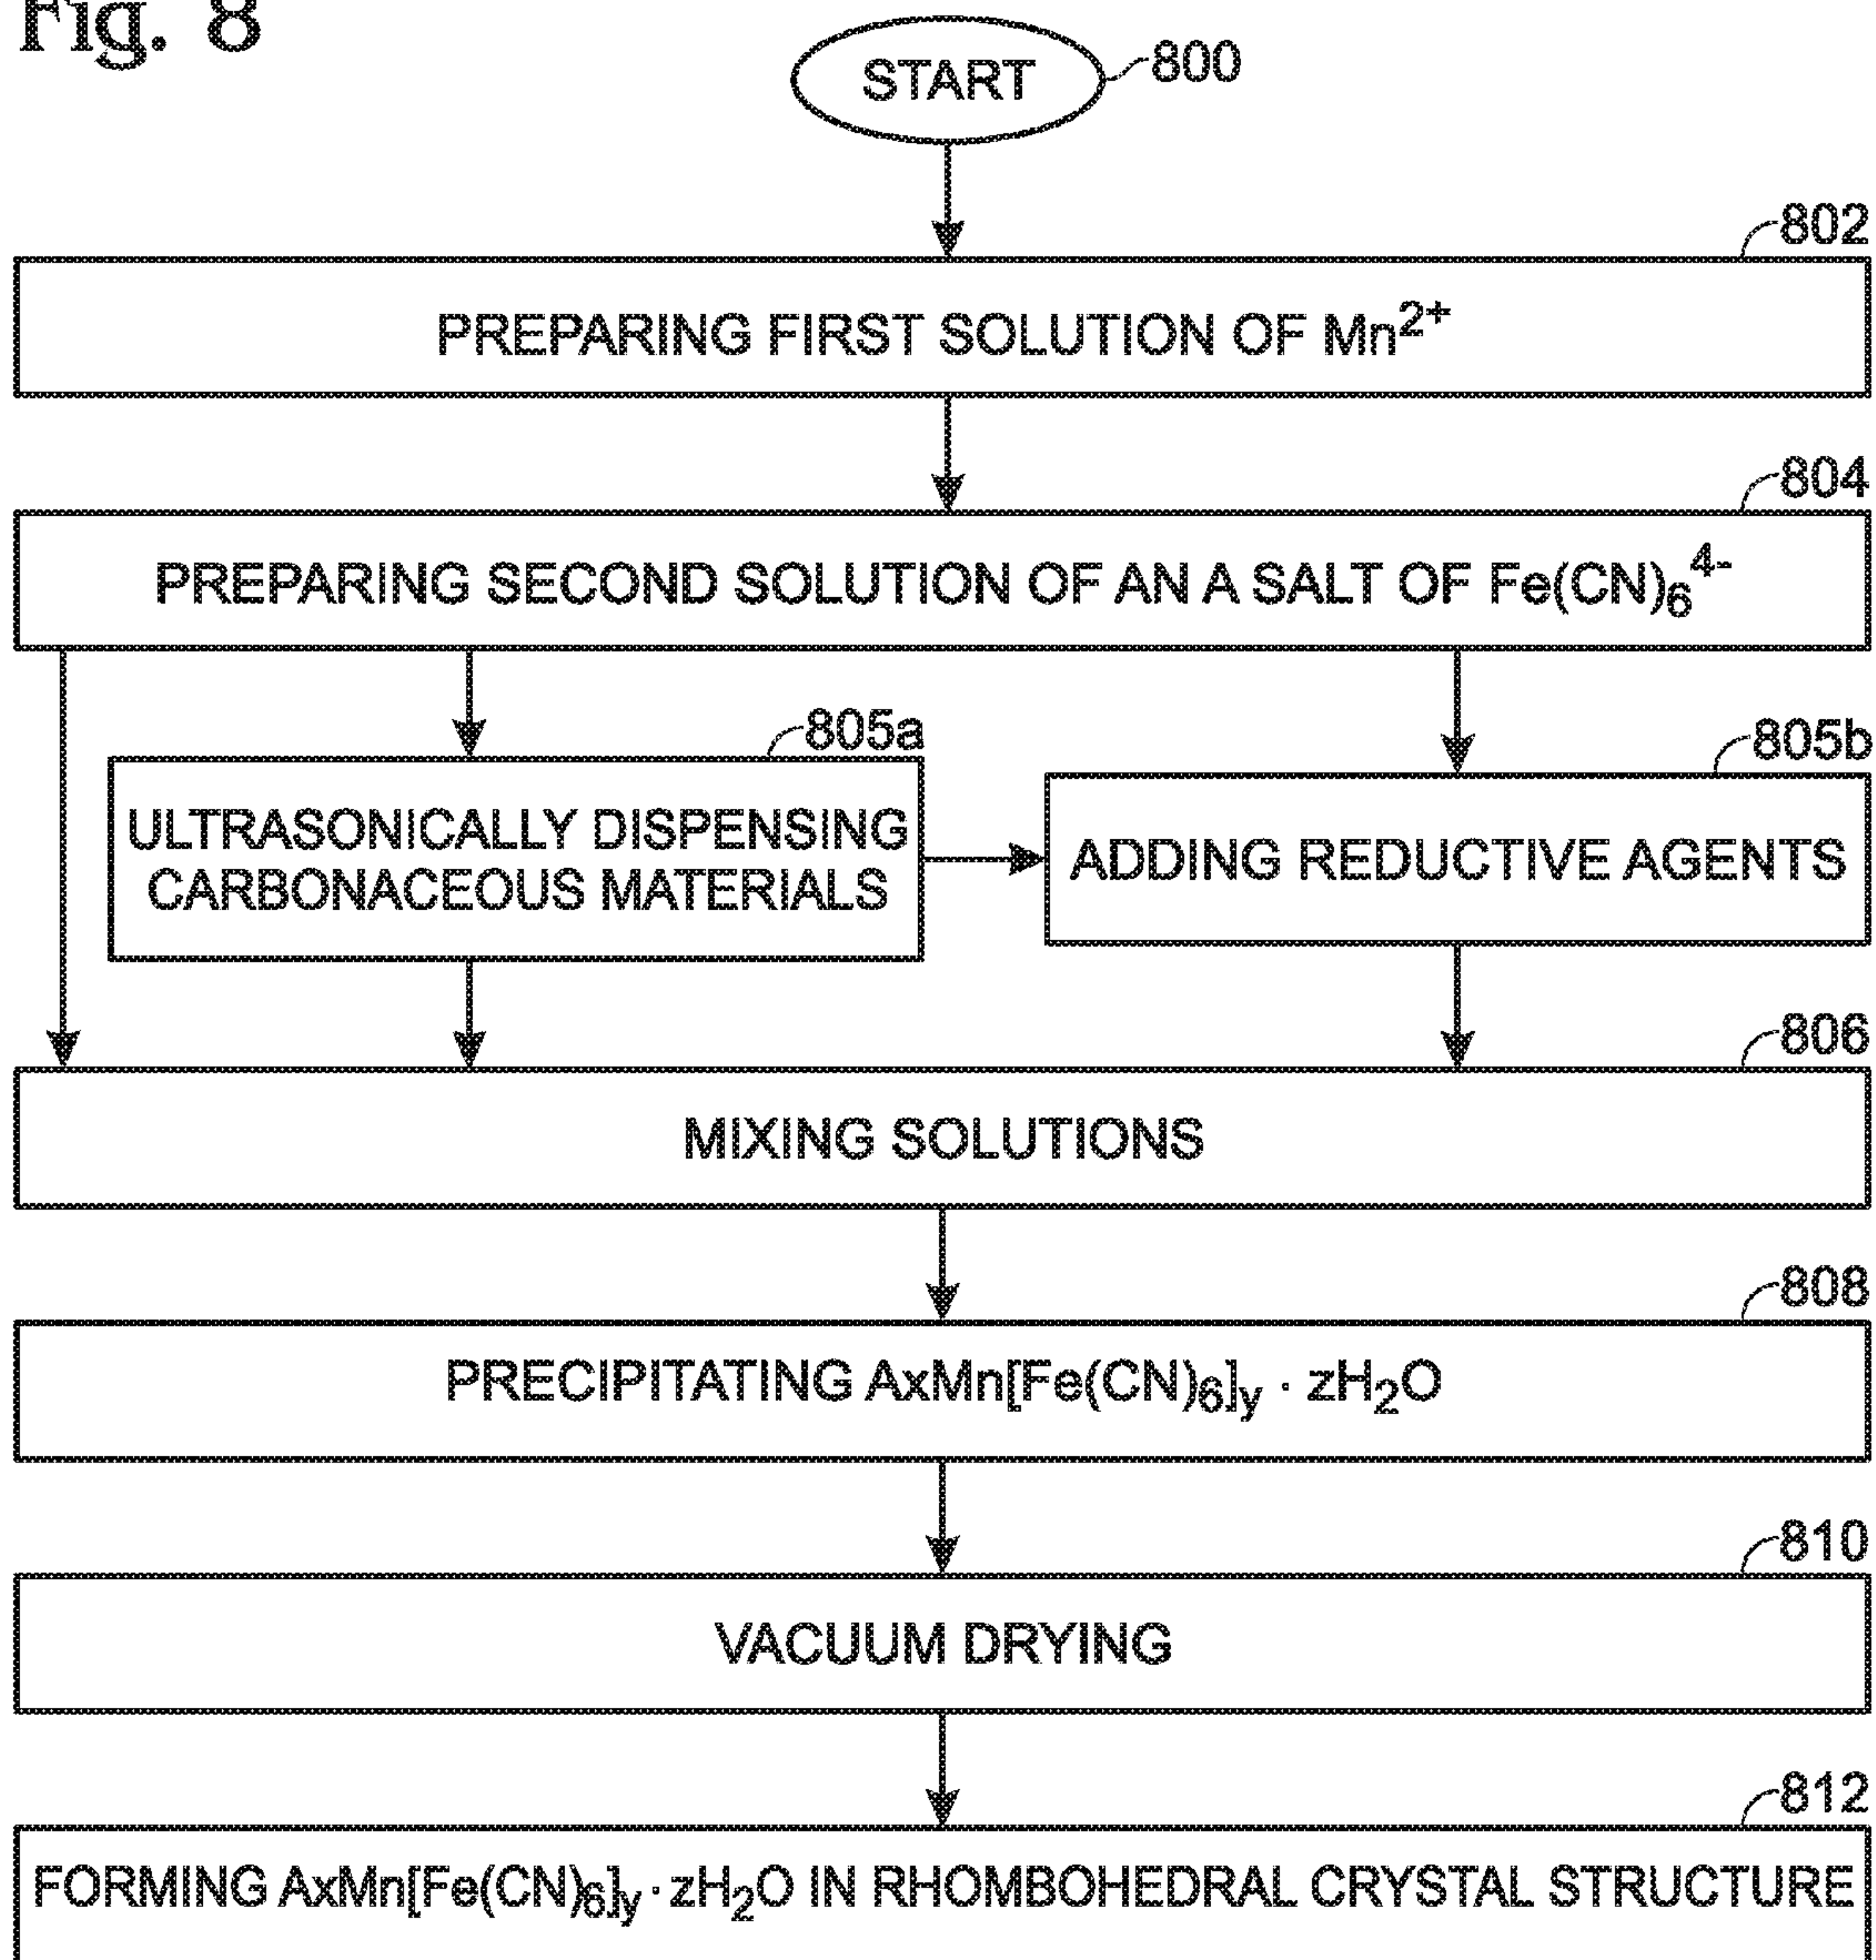 Fig. 8
START
800
802
PREPARING FIRST SOLUTION OF Mn²⁺
804
PREPARING SECOND SOLUTION OF AN A SALT OF Fe(CN)₆⁴⁻
805a
805b
ULTRASONICALLY DISPENSING
CARBONACEOUS MATERIALS
ADDING REDUCTIVE AGENTS
806
MIXING SOLUTIONS
808
PRECIPITATING AxMn[Fe(CN)₆]y · zH₂O
810
VACUUM DRYING
812
FORMING AxMn[Fe(CN)₆]y · zH₂O IN RHOMBOHEDRAL CRYSTAL STRUCTURE